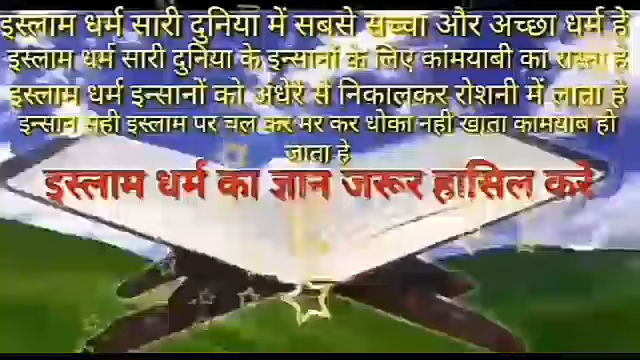 इस्लाम धर्म सारी दुनिया में सबसे सच्चा और अच्छा धर्म हे
इस्लाम धर्म सारी दुनिया के इन्सानों के लिए कांमयाबी का रास्ता हे
इस्लाम धर्म इन्सानों को अंधेरे से निकालकर रोशनी में लाता हे
इन्सान सही इस्लाम पर चल कर मर कर धोका नही खाता कामयाब हो
जाता हे
इस्लाम धर्म का ज्ञान जरूर हासिल करे